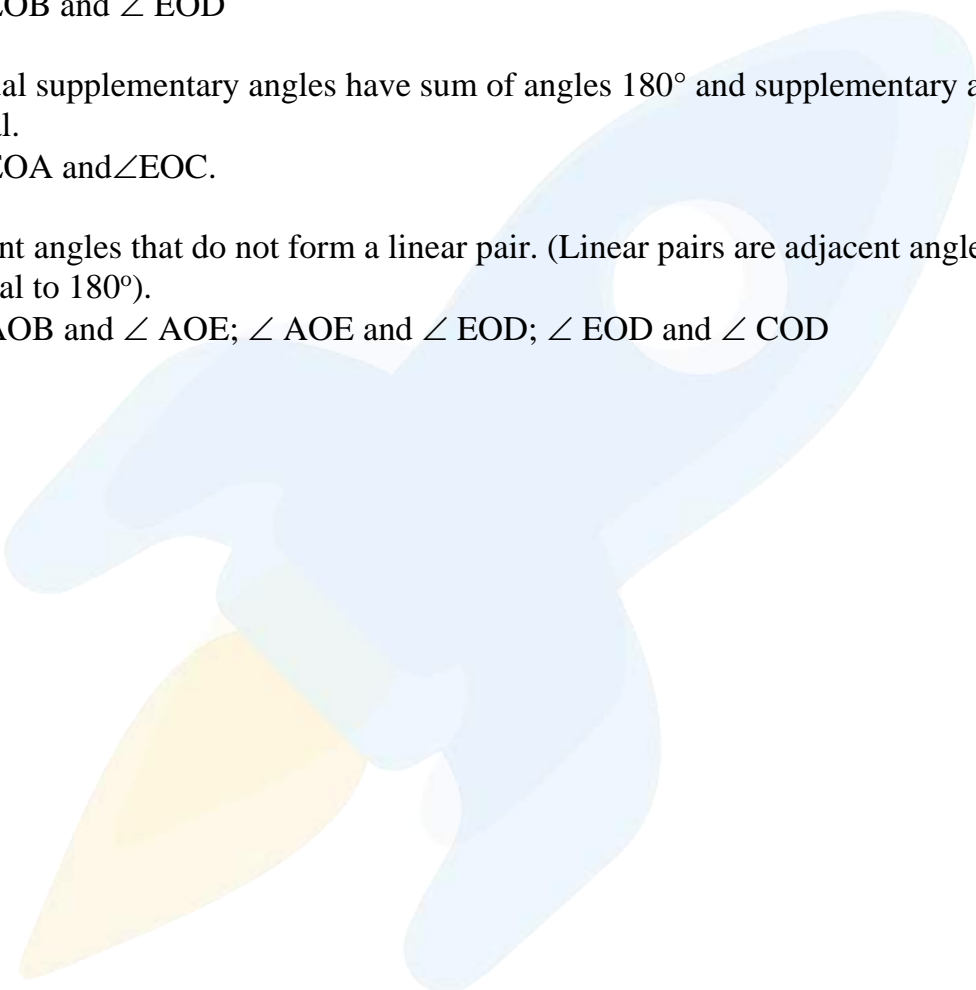 EOB and ∠ EOD
al supplementary angles have sum of angles 180° and supplementary a
l.
EOA and∠EOC.
nt angles that do not form a linear pair. (Linear pairs are adjacent angle
al to 180º).
AOB and ∠ AOE; ∠ AOE and ∠ EOD; ∠ EOD and ∠ COD